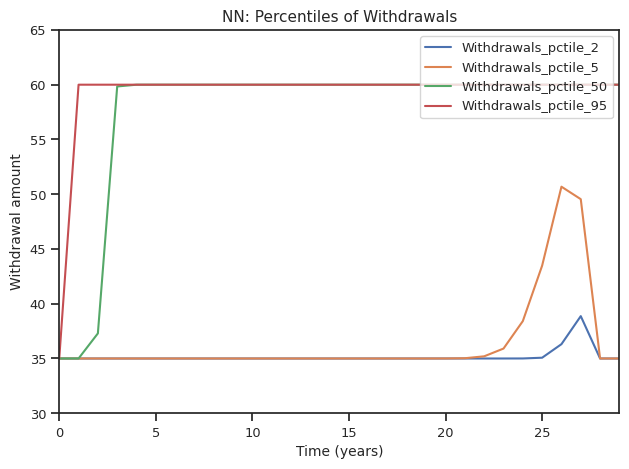 NN: Percentiles of Withdrawals
Withdrawal amount
65
60
55
50
45
40
35
30
Withdrawals_pctile_2
Withdrawals_pctile_5
Withdrawals_pctile_50
Withdrawals_pctile_95
0 5 10 15 20 25
Time (years)